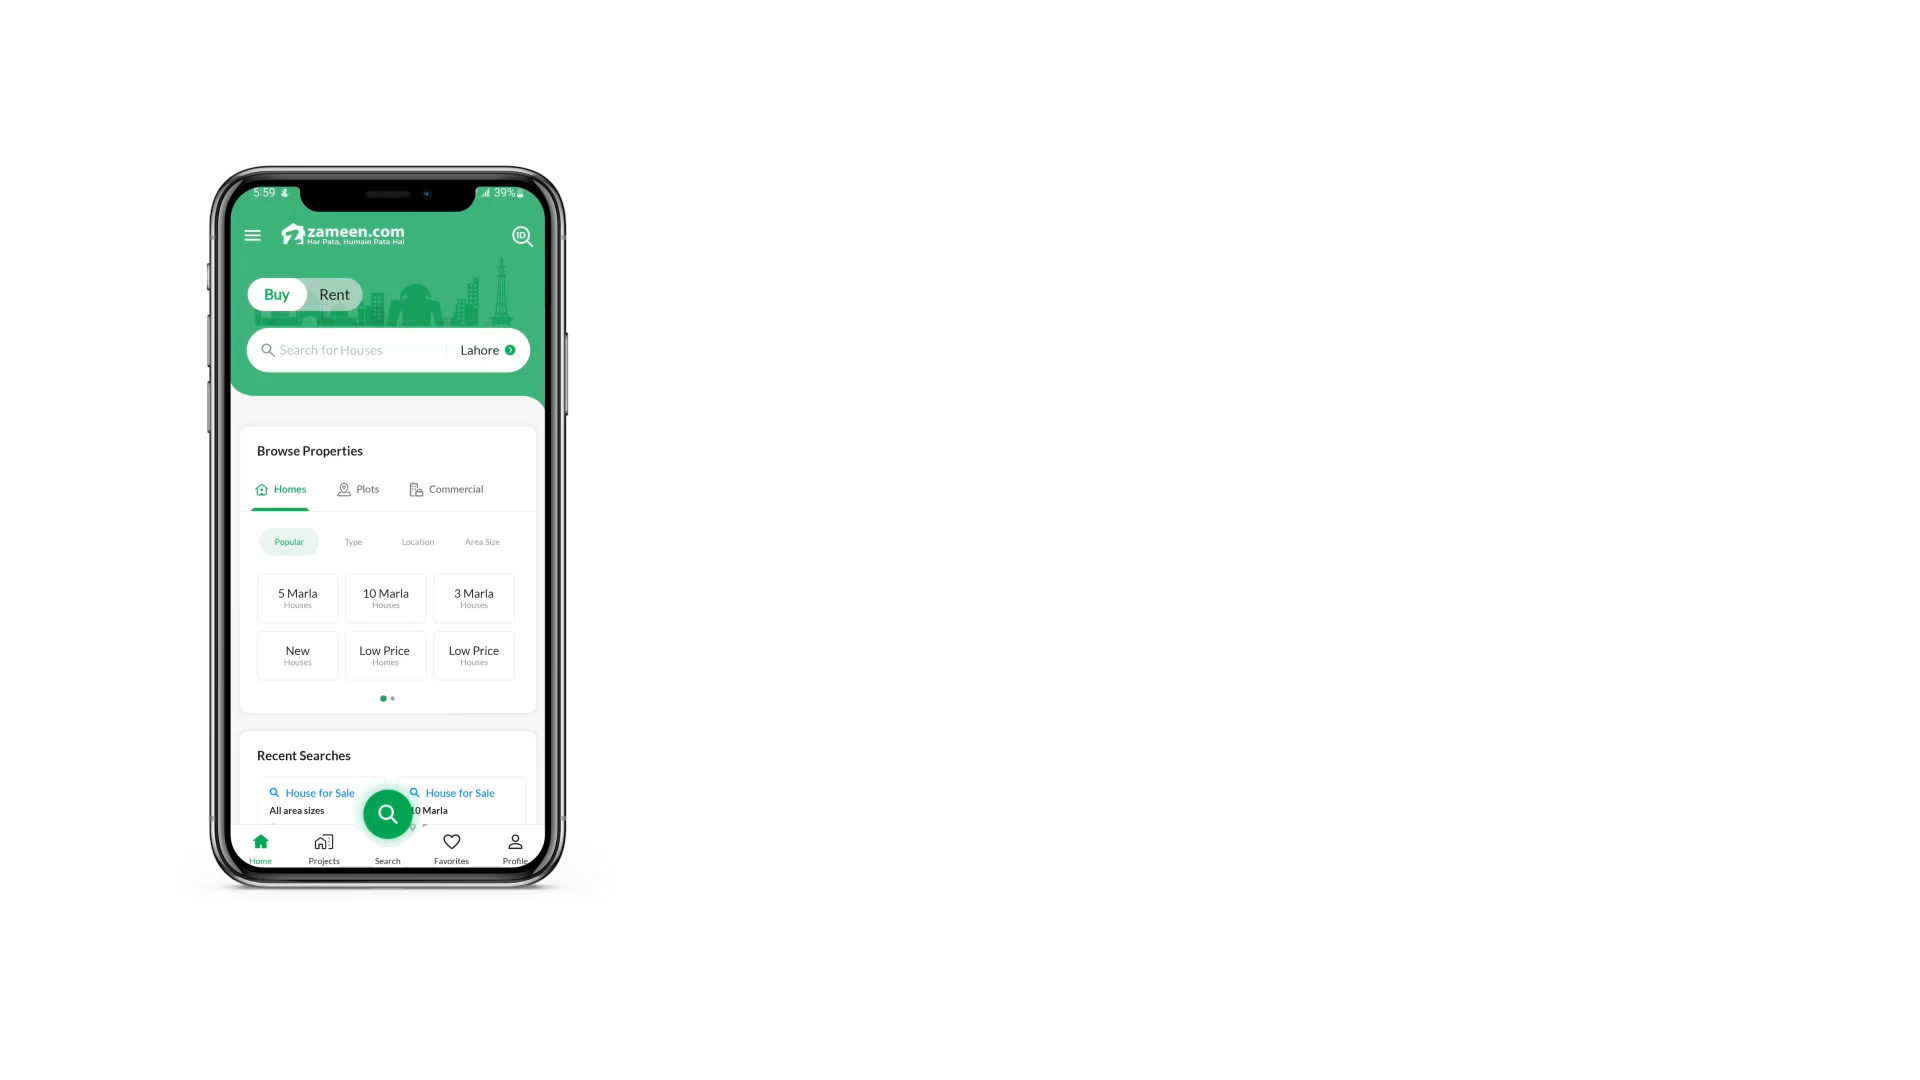 5:59 39%
zameen.com
Har Pata, Humain Pata Hai
ID
Buy Rent
Search for Houses Lahore
Browse Properties
Homes Plots Commercial
Popular Type Location Area Size
5 Marla 10 Marla 3 Marla
Houses Houses Houses
New Low Price Low Price
Houses Homes Houses
Recent Searches
House for Sale House for Sale
All area sizes 10 Marla
Home Projects Search Favorites Profile